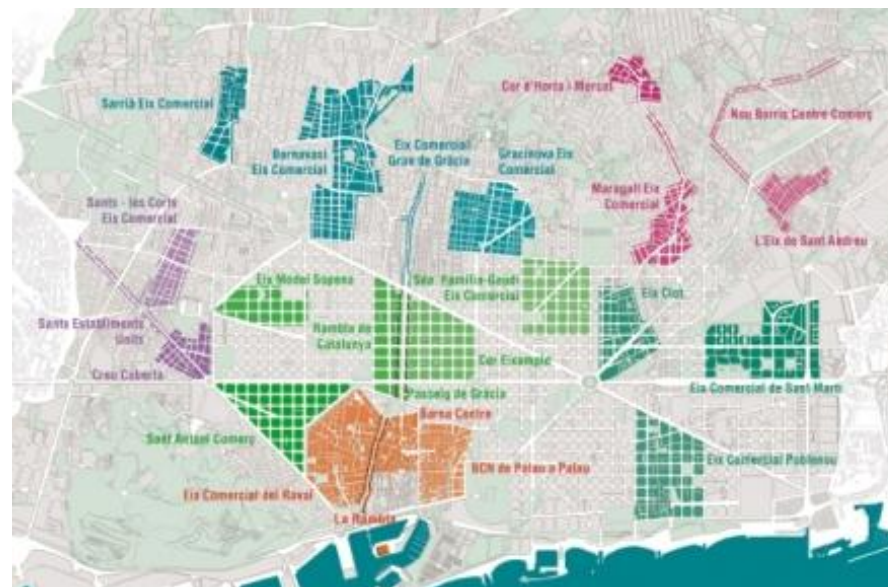 Sarrià Eix Comercial
Barnavasi
Eix Comercial
Eix Comercial
Gran de Gràcia
Gracinova Eix
Comercial
Cor d'Horta i Mercat
Nou Barris Centre Comerç
Maragall Eix
Comercial
L'Eix de Sant Andreu
Sants - les Corts
Eix Comercial
Eix Model Sopena
Sda. Família-Gaudí
Eix Comercial
Eix Clot
Sants Establiments
Units
Creu Coberta
Rambla de
Catalunya
Cor Eixample
Passeig de Gràcia
Eix Comercial de Sant Martí
Barna Centre
Sant Antoni Comerç
BCN de Palau a Palau
Eix Comercial Poblenou
Eix Comercial del Raval
La Rambla